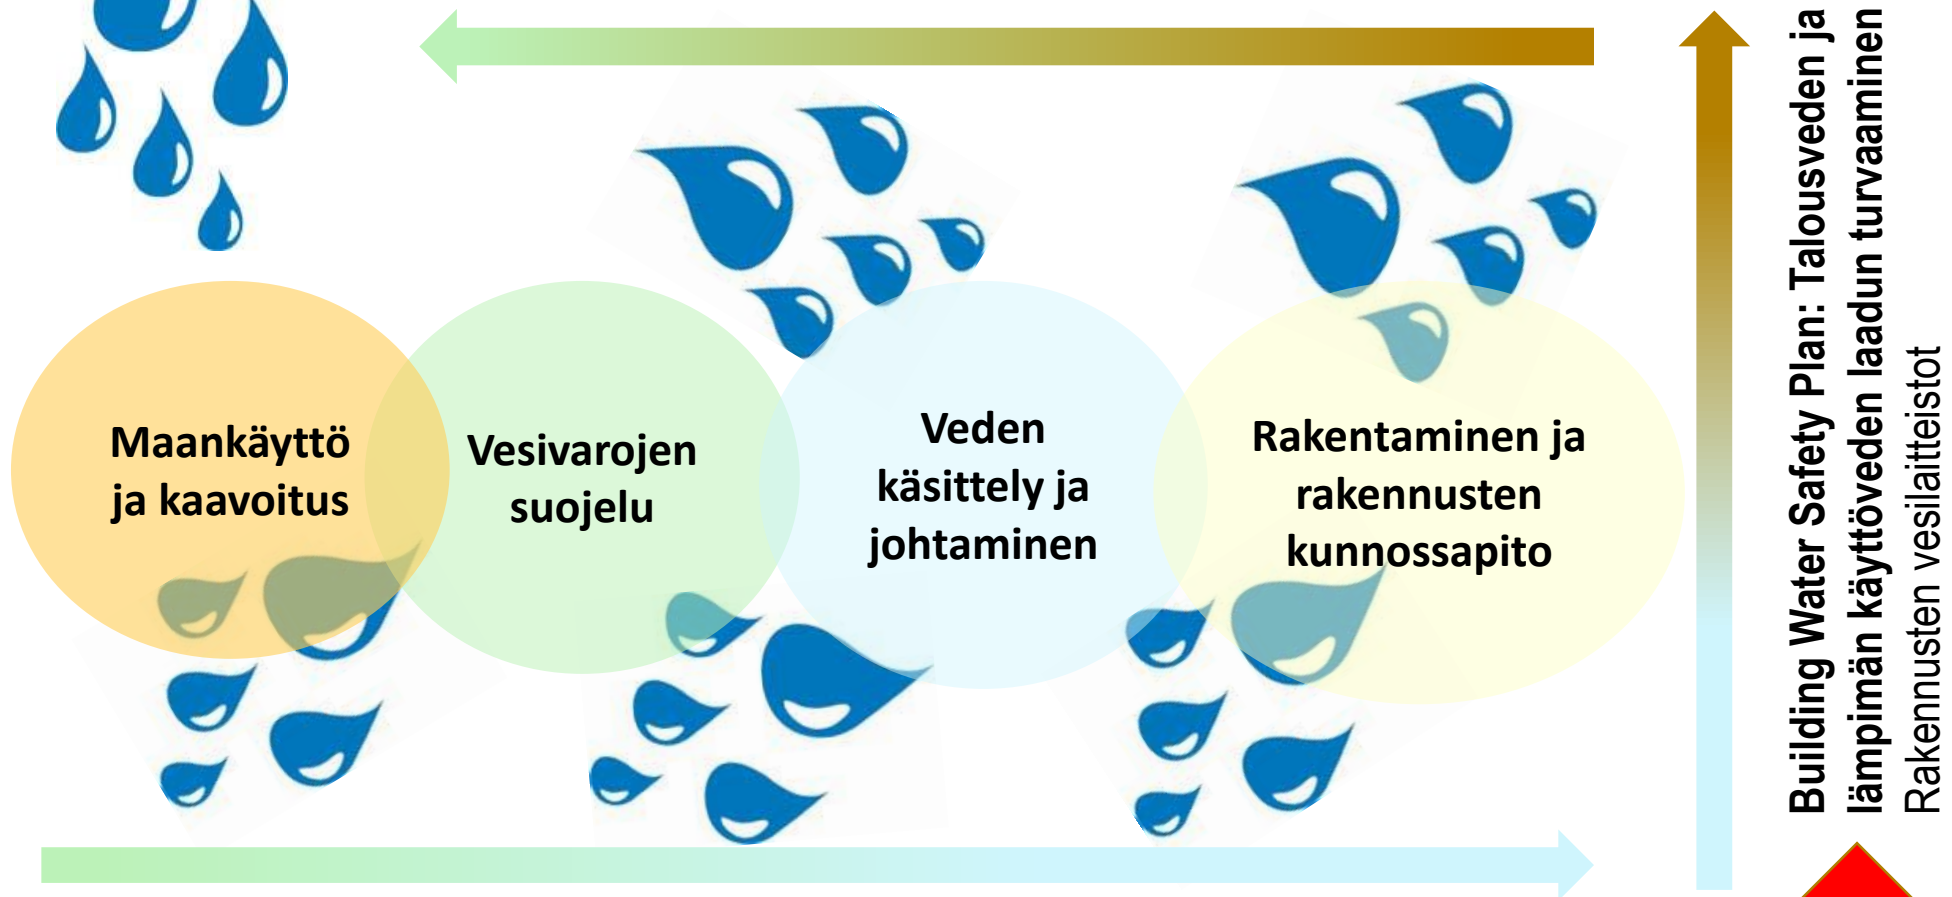 Maankäyttö
ja kaavoitus
Vesivarojen
suojelu
Veden
käsittely ja
johtaminen
Rakentaminen ja
rakennusten
kunnossapito
Building Water Safety Plan: Talousveden ja
lämpimän käyttöveden laadun turvaaminen
Rakennusten vesilaitteistot